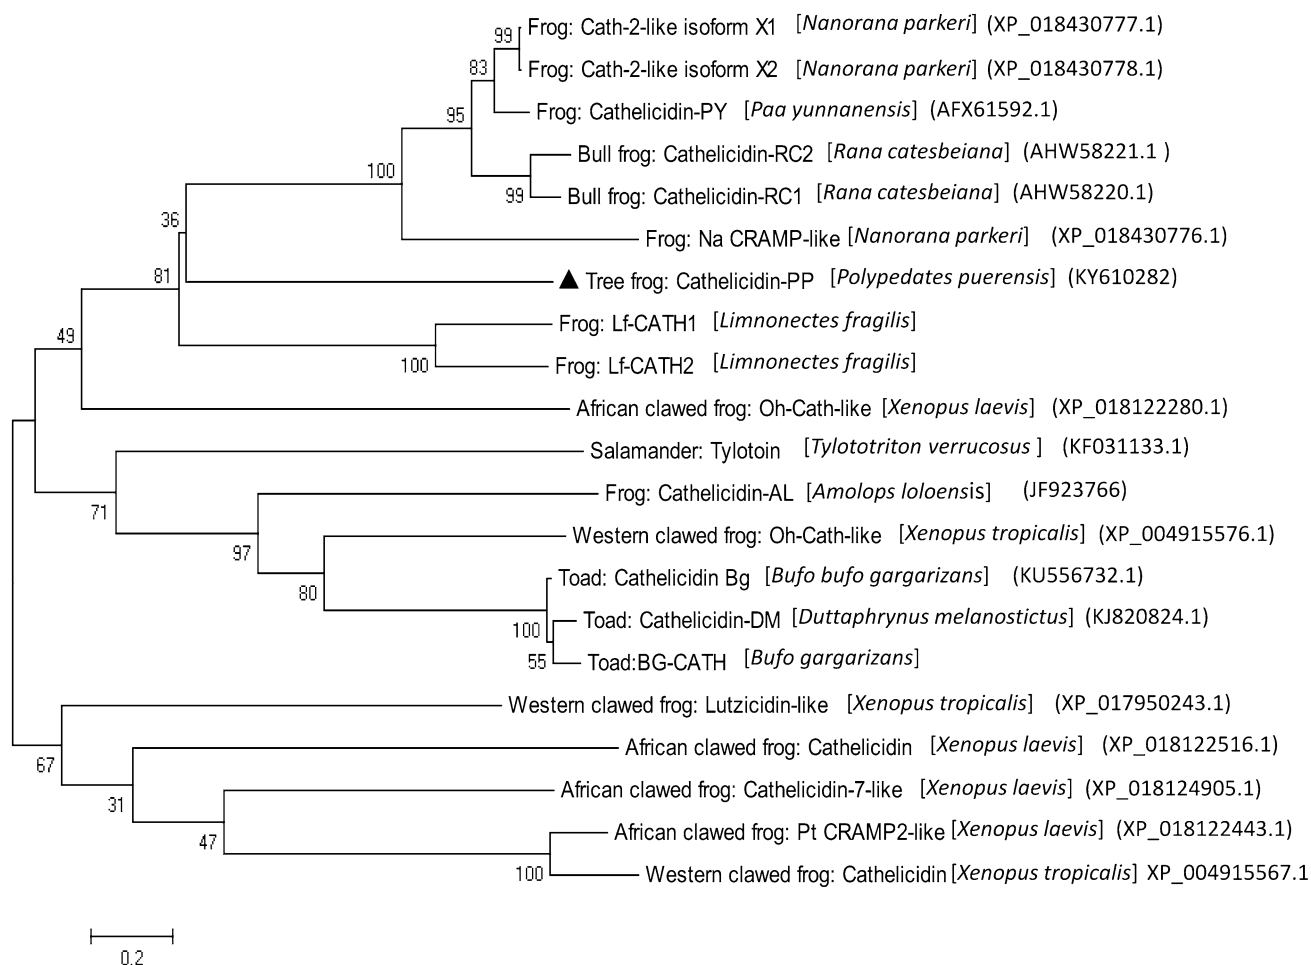 99 Frog: Cath-2-like isoform X1 [Nanorana parkeri] (XP_018430777.1)
83 Frog: Cath-2-like isoform X2 [Nanorana parkeri] (XP_018430778.1)
95 Frog: Cathelicidin-PY [Paa yunnanensis] (AFX61592.1)
Bull frog: Cathelicidin-RC2 [Rana catesbeiana] (AHW58221.1 )
100
99 Bull frog: Cathelicidin-RC1 [Rana catesbeiana] (AHW58220.1)
36
Frog: Na CRAMP-like [Nanorana parkeri] (XP_018430776.1)
81 ▲ Tree frog: Cathelicidin-PP [Polypedates puerensis] (KY610282)
49 Frog: Lf-CATH1 [Limnonectes fragilis]
100 Frog: Lf-CATH2 [Limnonectes fragilis]
African clawed frog: Oh-Cath-like [Xenopus laevis] (XP_018122280.1)
Salamander: Tylotoin [Tylototriton verrucosus ] (KF031133.1)
Frog: Cathelicidin-AL [Amolops loloensis] (JF923766)
71
Western clawed frog: Oh-Cath-like [Xenopus tropicalis] (XP_004915576.1)
97
Toad: Cathelicidin Bg [Bufo bufo gargarizans] (KU556732.1)
80
Toad: Cathelicidin-DM [Duttaphrynus melanostictus] (KJ820824.1)
100
55 Toad:BG-CATH [Bufo gargarizans]
Western clawed frog: Lutzicidin-like [Xenopus tropicalis] (XP_017950243.1)
African clawed frog: Cathelicidin [Xenopus laevis] (XP_018122516.1)
67
African clawed frog: Cathelicidin-7-like [Xenopus laevis] (XP_018124905.1)
31
African clawed frog: Pt CRAMP2-like [Xenopus laevis] (XP_018122443.1)
47
100 Western clawed frog: Cathelicidin [Xenopus tropicalis] XP_004915567.1
0.2